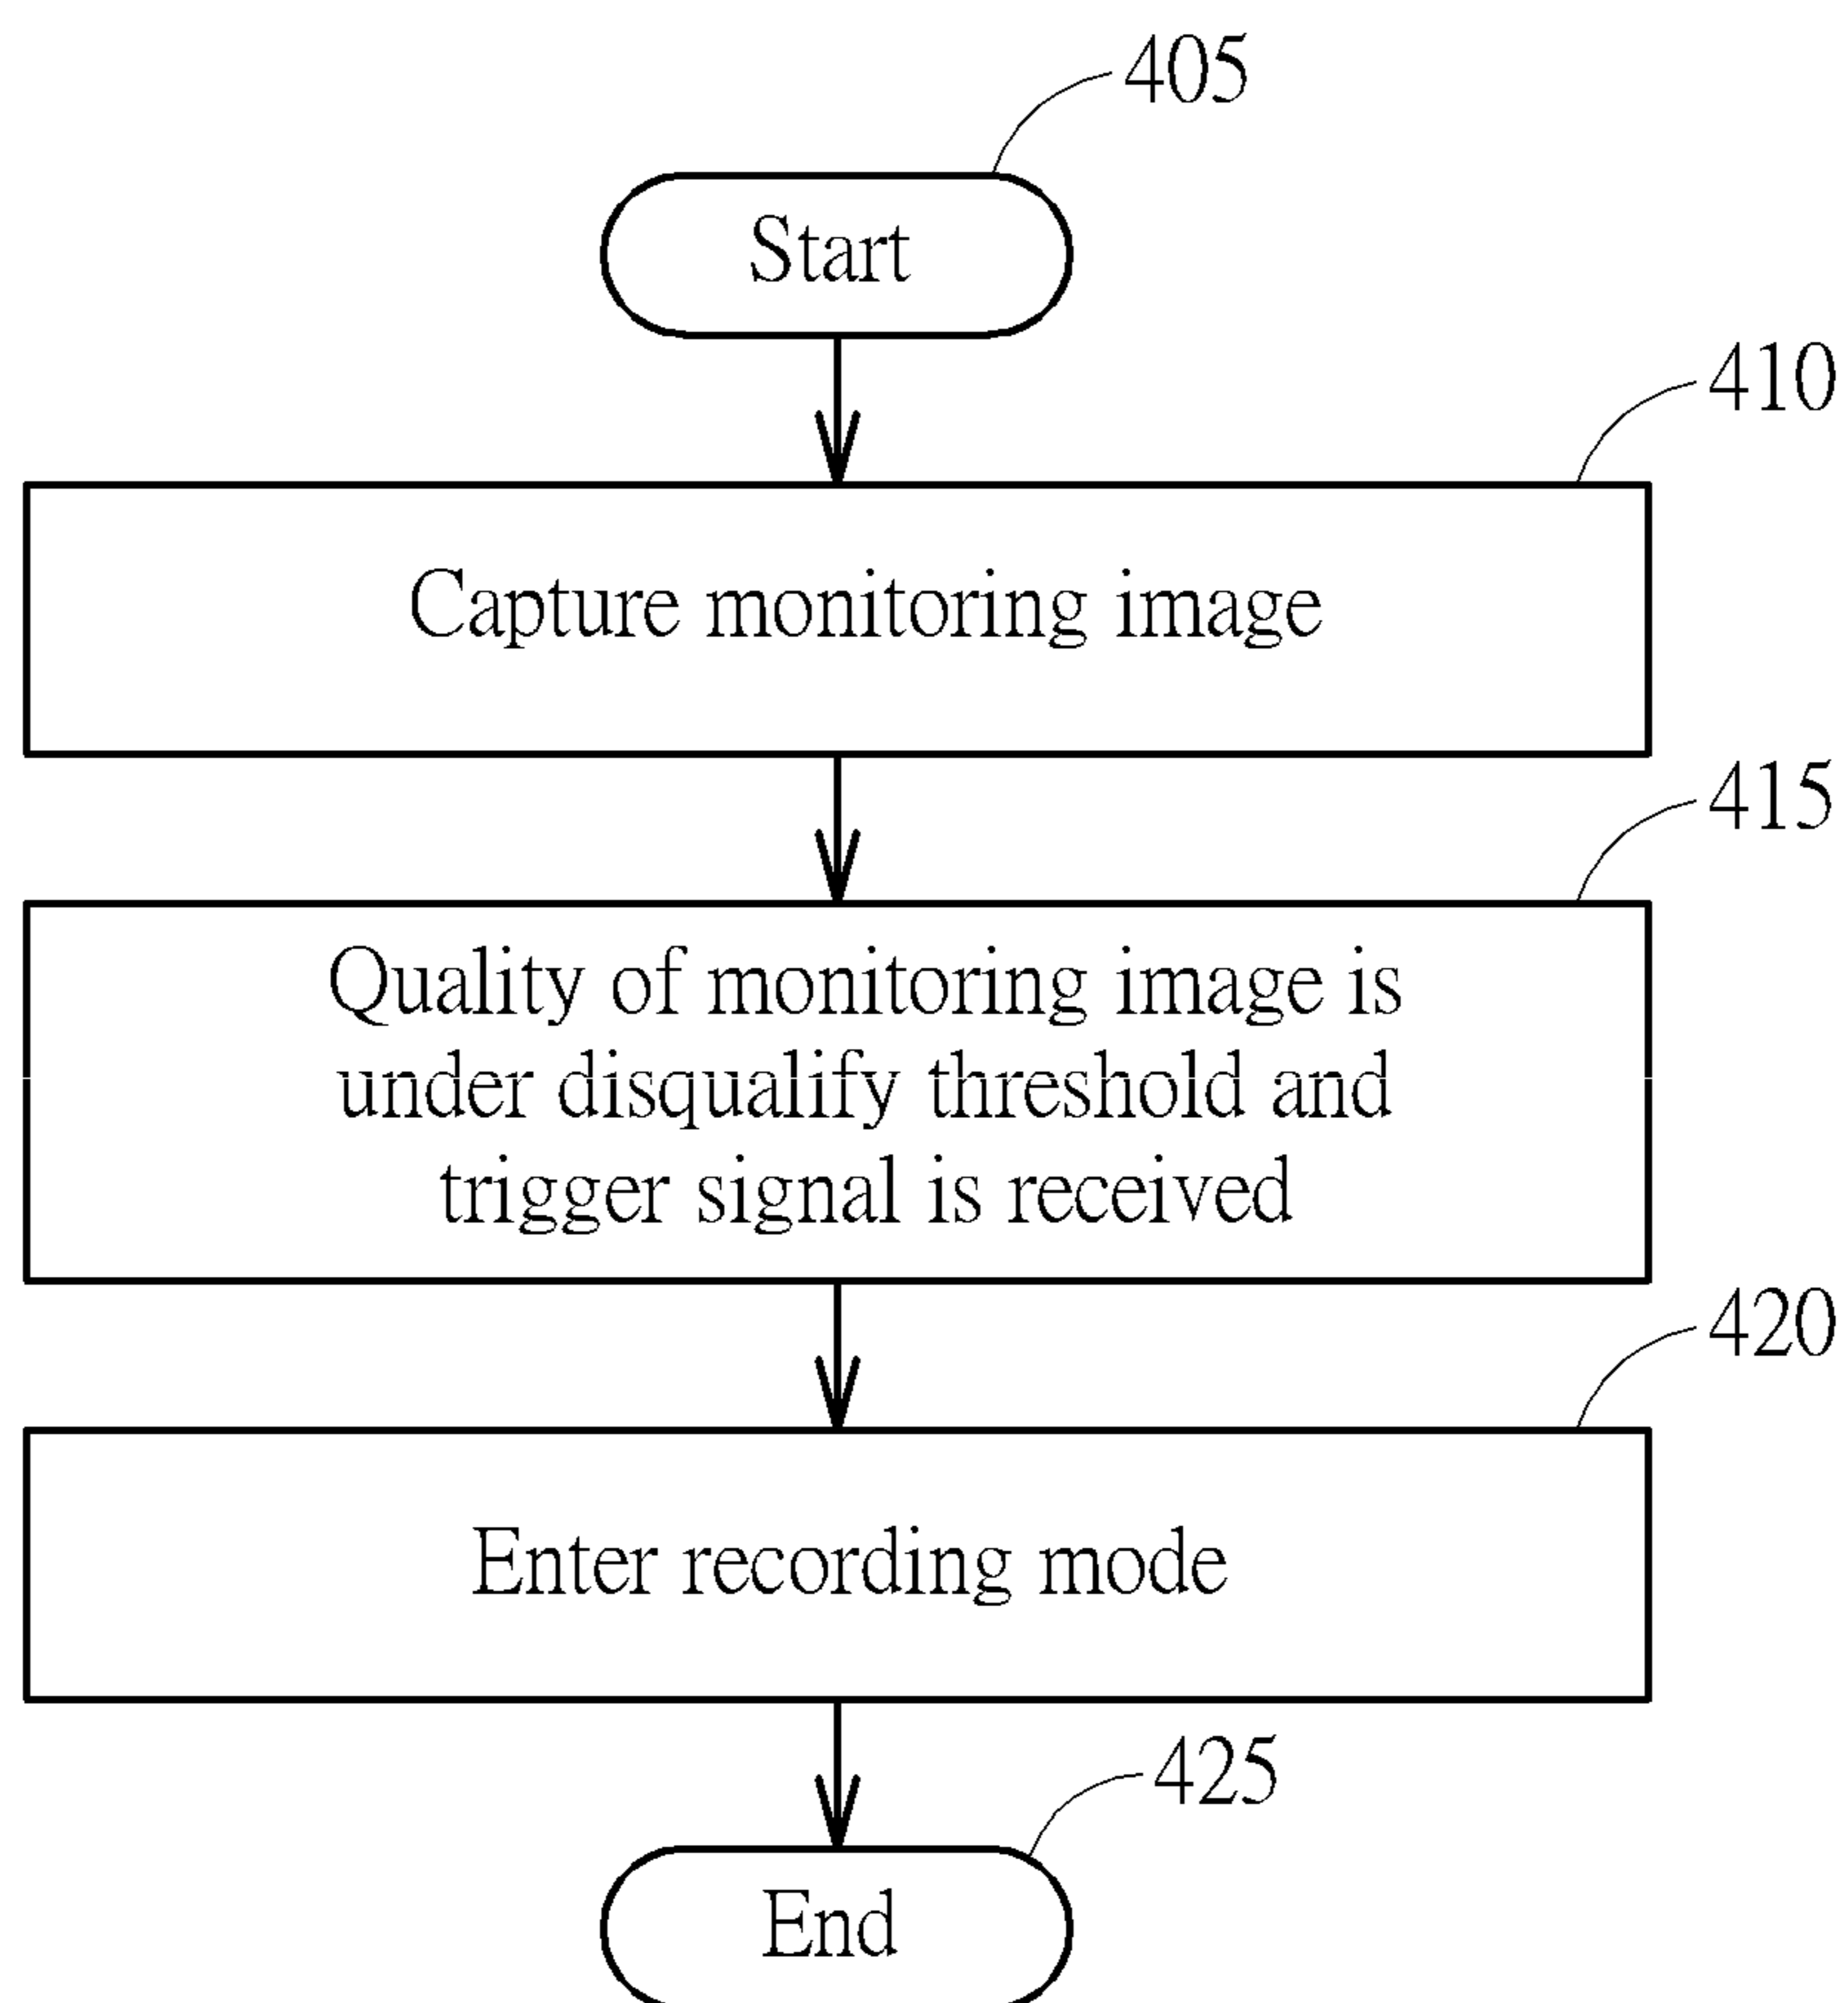 405
Start
410
Capture monitoring image
415
Quality of monitoring image is
under disqualify threshold and
trigger signal is received
420
Enter recording mode
425
End